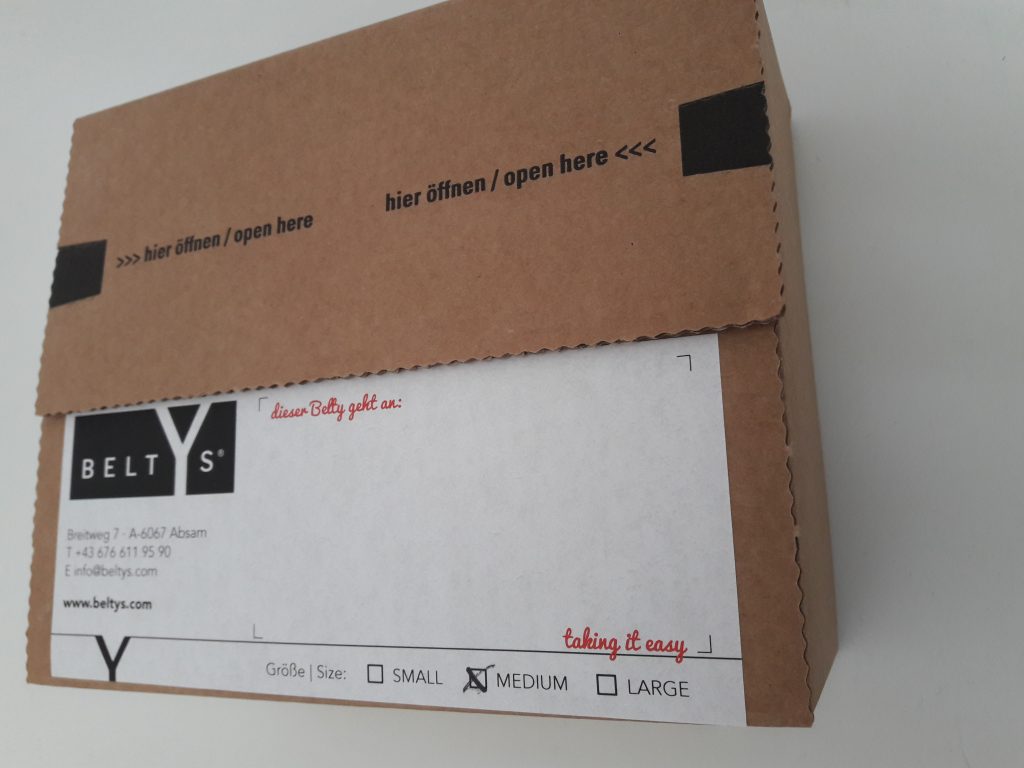 >>> hier öffnen / open here
hier öffnen / open here <<<
BELTYS®
dieser Belty geht an:
Breitweg 7 · A-6067 Absam
T +43 676 611 95 90
E info@beltys.com
www.beltys.com
taking it easy
Y
Größe | Size: SMALL MEDIUM LARGE